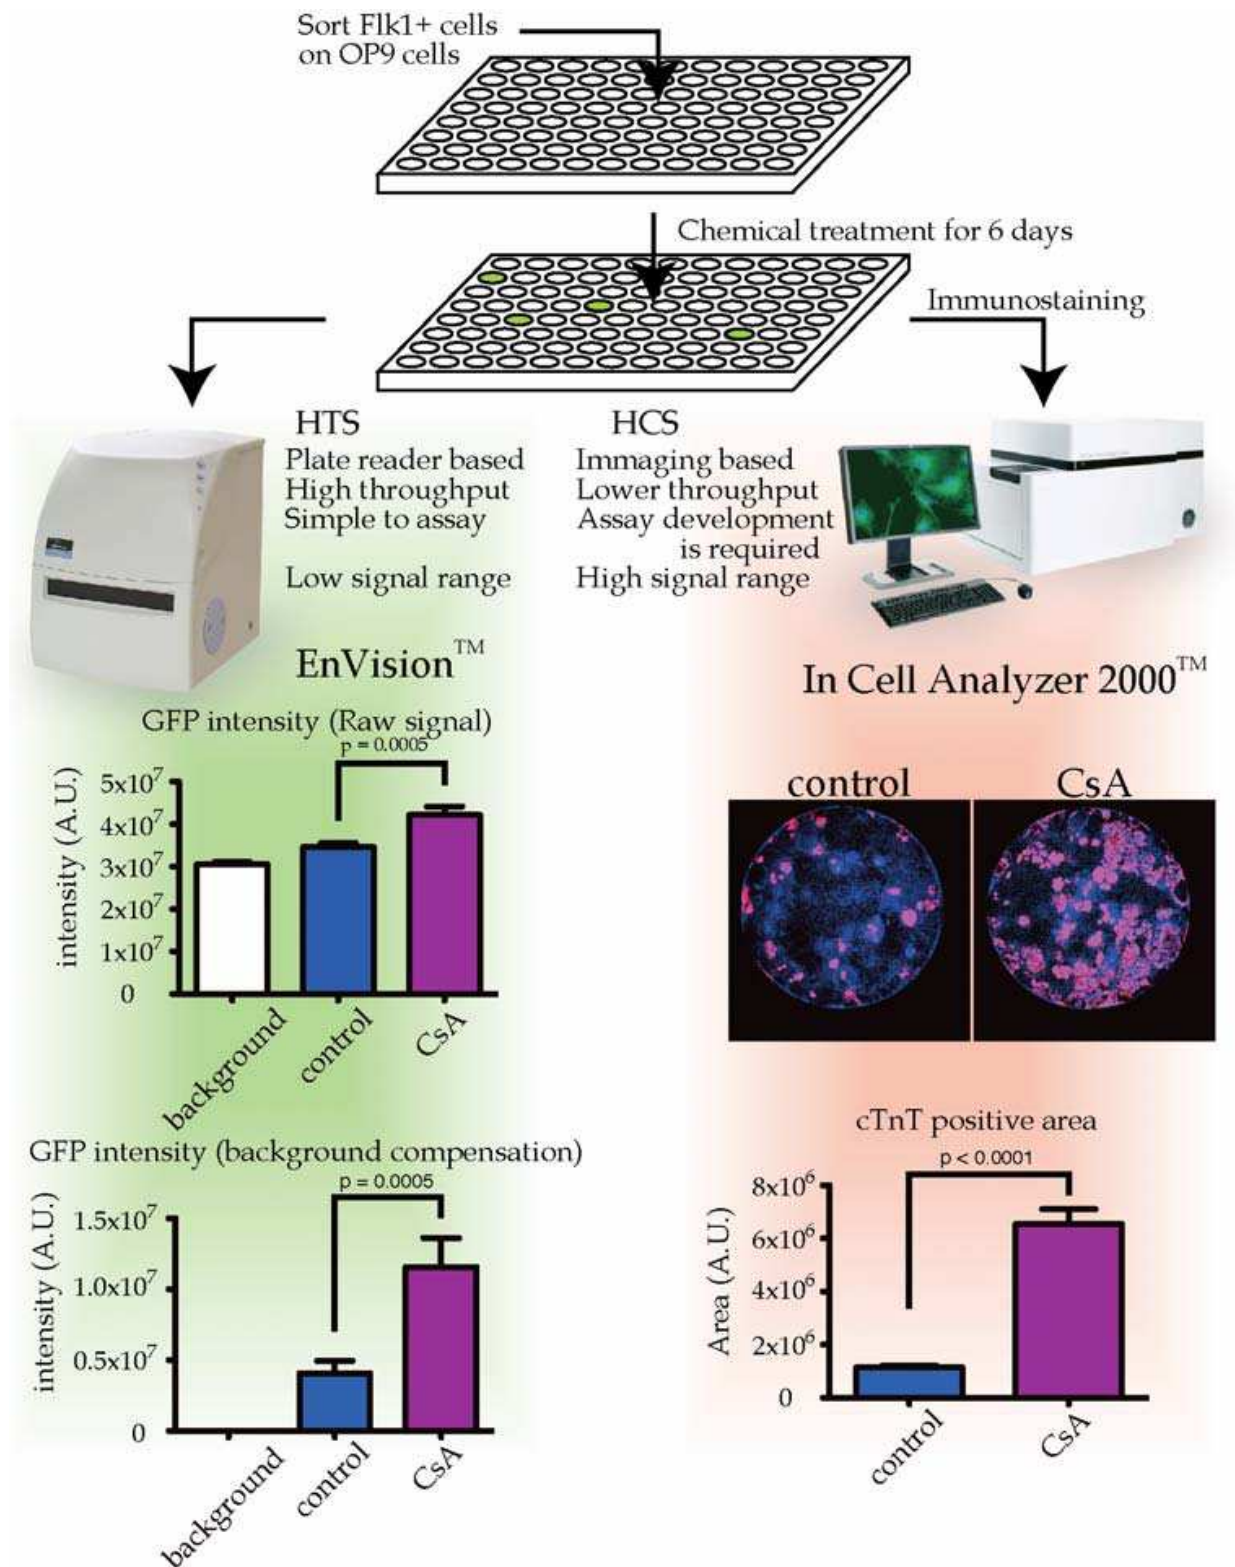 Sort Flk1+ cells
on OP9 cells
Chemical treatment for 6 days
Immunostaining
HTS
Plate reader based
High throughput
Simple to assay
Low signal range
EnVision™
HCS
Immaging based
Lower throughput
Assay development
is required
High signal range
In Cell Analyzer 2000™
GFP intensity (Raw signal)
p = 0.0005
intensity (A.U.)
5x10⁷
4x10⁷
3x10⁷
2x10⁷
1x10⁷
0
background
control
CsA
control
CsA
GFP intensity (background compensation)
p = 0.0005
intensity (A.U.)
1.5x10⁷
1.0x10⁷
0.5x10⁷
0
background
control
CsA
cTnT positive area
p < 0.0001
Area (A.U.)
8x10⁶
6x10⁶
4x10⁶
2x10⁶
0
control
CsA